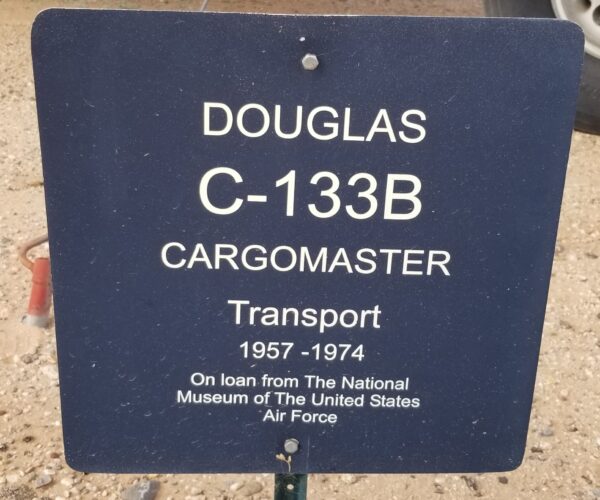 DOUGLAS
C-133B
CARGOMASTER
Transport
1957 -1974
On loan from The National
Museum of The United States
Air Force